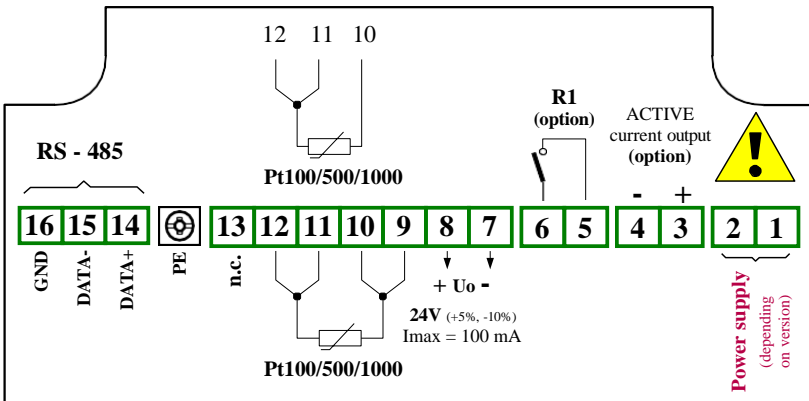 12 11 10
Pt100/500/1000
RS - 485
R1
(option)
ACTIVE
current output
(option)
- +
16 15 14 13 12 11 10 9 8 7 6 5 4 3 2 1
GND
DATA-
DATA+
PE
n.c.
+ Uo -
24V (+5%, -10%)
Imax = 100 mA
Pt100/500/1000
Power supply
(depending
on version)